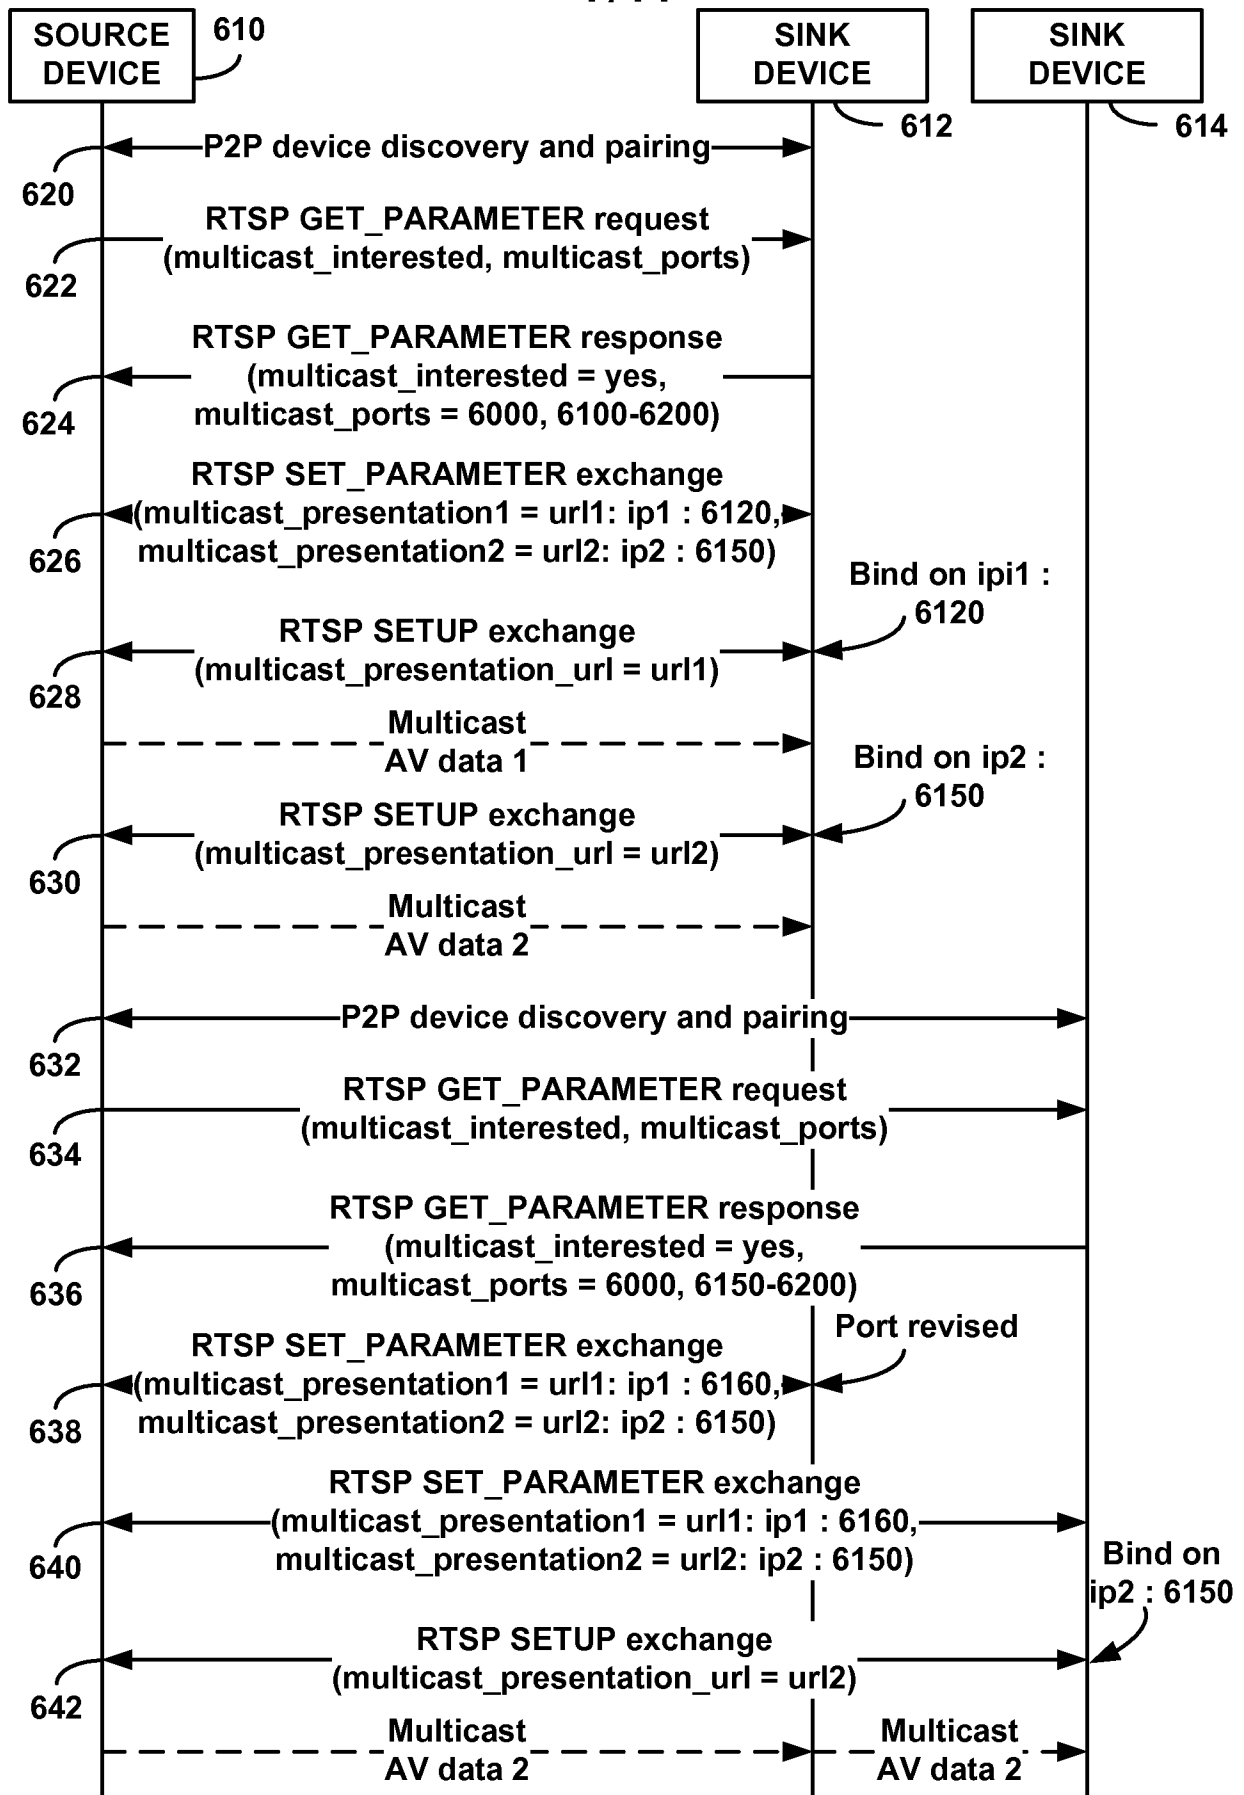 SOURCE DEVICE
610
SINK DEVICE
612
SINK DEVICE
614
P2P device discovery and pairing
620
RTSP GET_PARAMETER request
(multicast_interested, multicast_ports)
622
RTSP GET_PARAMETER response
(multicast_interested = yes,
multicast_ports = 6000, 6100-6200)
624
RTSP SET_PARAMETER exchange
(multicast_presentation1 = url1: ip1 : 6120,
multicast_presentation2 = url2: ip2 : 6150)
626
Bind on ipi1 :
6120
RTSP SETUP exchange
(multicast_presentation_url = url1)
628
Multicast
AV data 1
Bind on ip2 :
6150
RTSP SETUP exchange
(multicast_presentation_url = url2)
630
Multicast
AV data 2
P2P device discovery and pairing
632
RTSP GET_PARAMETER request
(multicast_interested, multicast_ports)
634
RTSP GET_PARAMETER response
(multicast_interested = yes,
multicast_ports = 6000, 6150-6200)
636
Port revised
RTSP SET_PARAMETER exchange
(multicast_presentation1 = url1: ip1 : 6160,
multicast_presentation2 = url2: ip2 : 6150)
638
RTSP SET_PARAMETER exchange
(multicast_presentation1 = url1: ip1 : 6160,
multicast_presentation2 = url2: ip2 : 6150)
640
Bind on
ip2 : 6150
RTSP SETUP exchange
(multicast_presentation_url = url2)
642
Multicast
AV data 2
Multicast
AV data 2